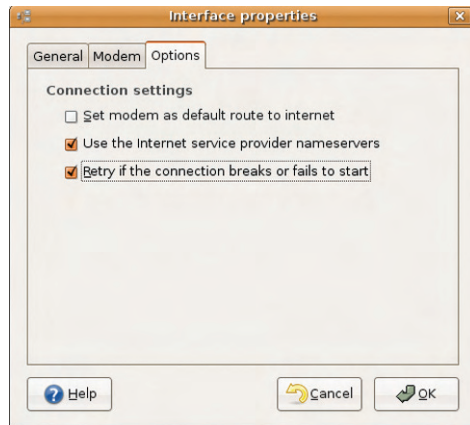 Interface properties
General Modem Options
Connection settings
Set modem as default route to internet
Use the Internet service provider nameservers
Retry if the connection breaks or fails to start
Help Cancel OK